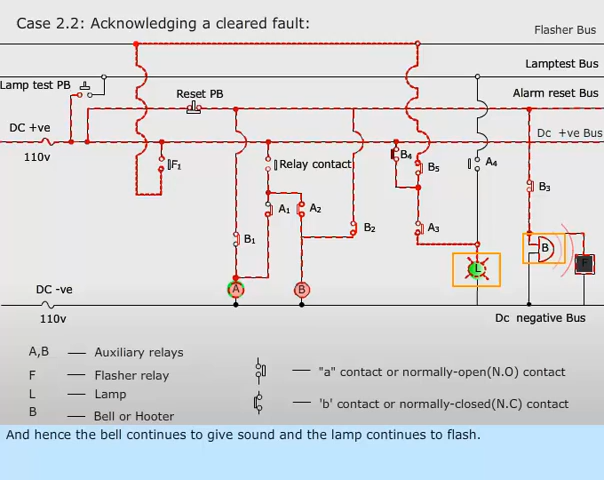 Case 2.2: Acknowledging a cleared fault:
Flasher Bus
Lamptest Bus
Lamp test PB
Reset PB
Alarm reset Bus
DC +ve
Dc +ve Bus
110v
F1
Relay contact
B4
B5
A4
B3
A1
A2
B2
A3
B1
B
L
F
A
B
DC -ve
110v
Dc negative Bus
A,B — Auxiliary relays
F — Flasher relay
L — Lamp
B — Bell or Hooter
— "a" contact or normally-open(N.O) contact
— 'b' contact or normally-closed(N.C) contact
And hence the bell continues to give sound and the lamp continues to flash.